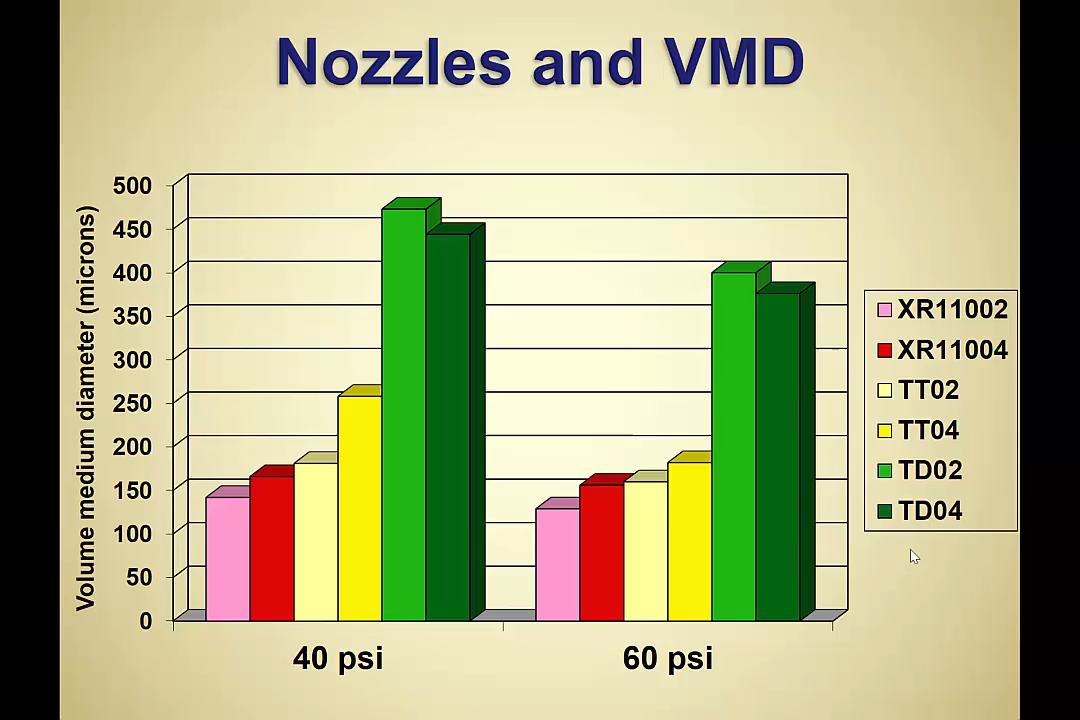 Nozzles and VMD
Volume medium diameter (microns)
500
450
400
350
300
250
200
150
100
50
0
40 psi
60 psi
XR11002
XR11004
TT02
TT04
TD02
TD04